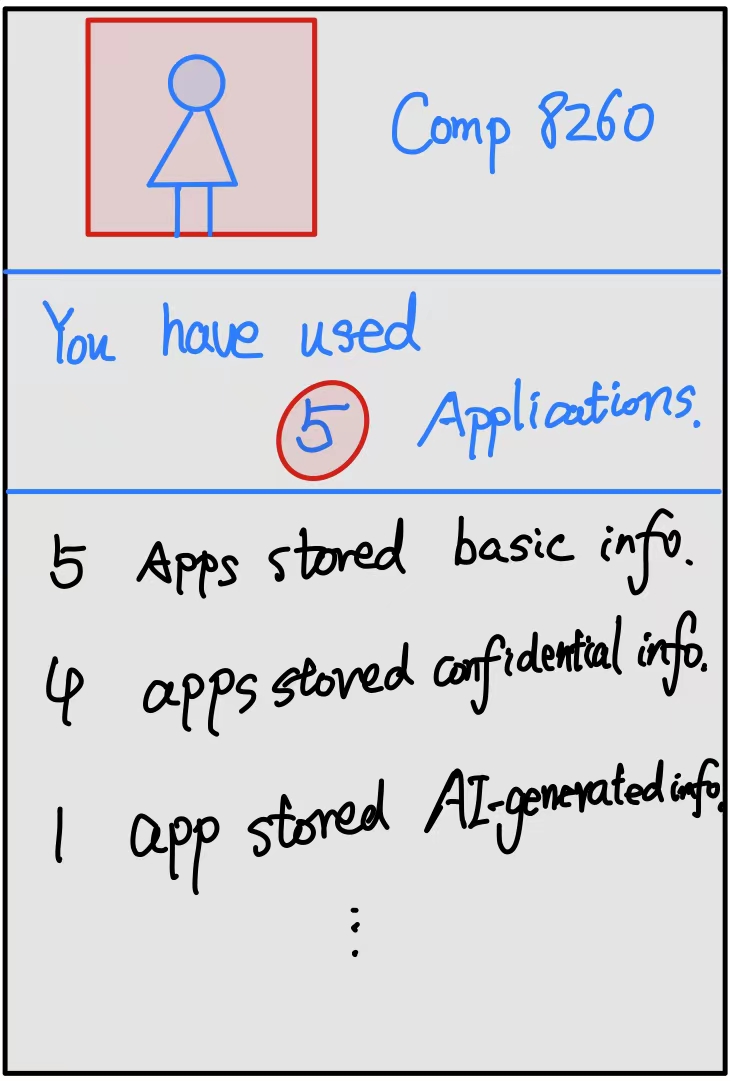 Comp 8260
You have used
5 Applications.
5 Apps stored basic info.
4 apps stored confidential info.
1 app stored AI-generated info.
⋮